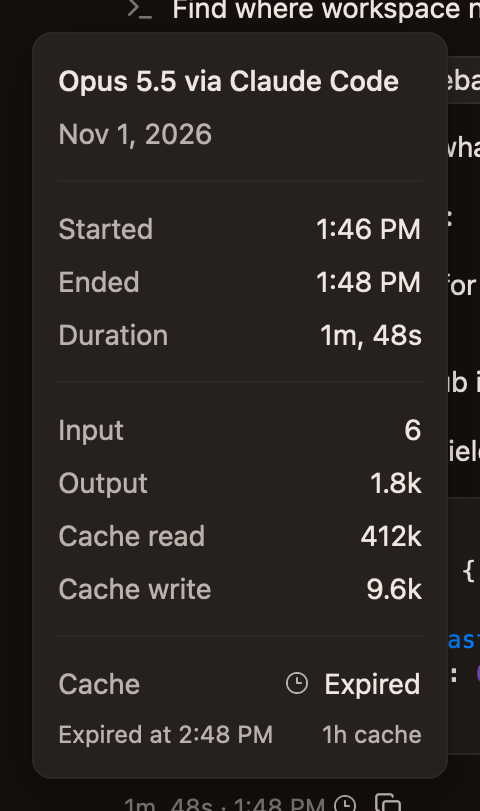 >_ Find where workspace n
Opus 5.5 via Claude Code
Nov 1, 2026
Started 1:46 PM
Ended 1:48 PM
Duration 1m, 48s
Input 6
Output 1.8k
Cache read 412k
Cache write 9.6k
Cache Expired
Expired at 2:48 PM 1h cache
1m, 48s · 1:48 PM